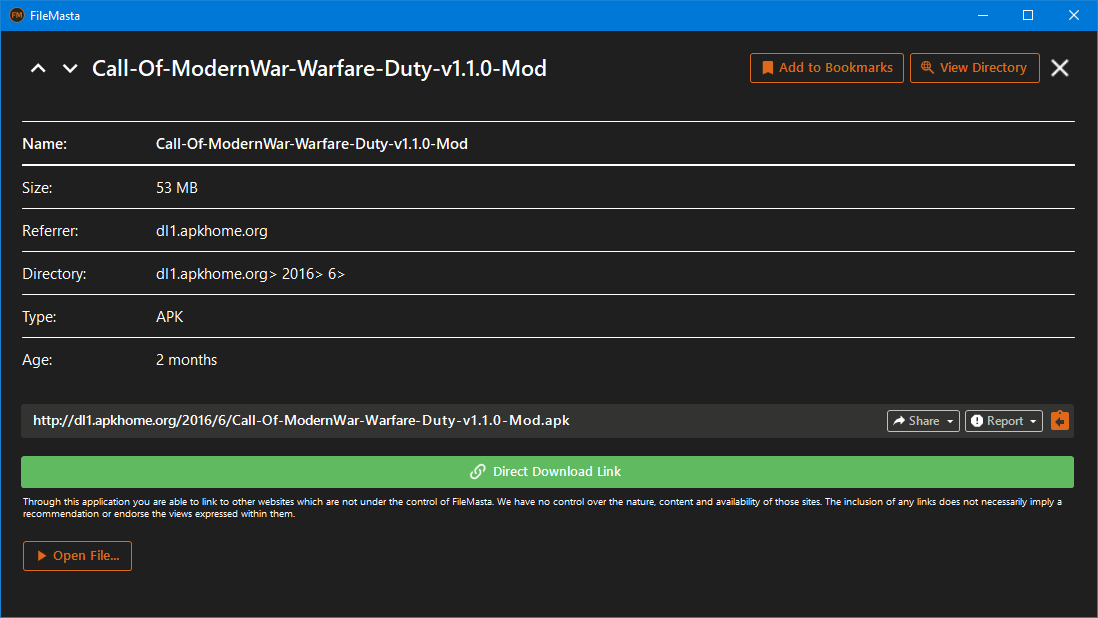 FM FileMasta
Call-Of-ModernWar-Warfare-Duty-v1.1.0-Mod
Add to Bookmarks
View Directory
Name: Call-Of-ModernWar-Warfare-Duty-v1.1.0-Mod
Size: 53 MB
Referrer: dl1.apkhome.org
Directory: dl1.apkhome.org> 2016> 6>
Type: APK
Age: 2 months
http://dl1.apkhome.org/2016/6/Call-Of-ModernWar-Warfare-Duty-v1.1.0-Mod.apk
Share
Report
Direct Download Link
Through this application you are able to link to other websites which are not under the control of FileMasta. We have no control over the nature, content and availability of those sites. The inclusion of any links does not necessarily imply a
recommendation or endorse the views expressed within them.
Open File...